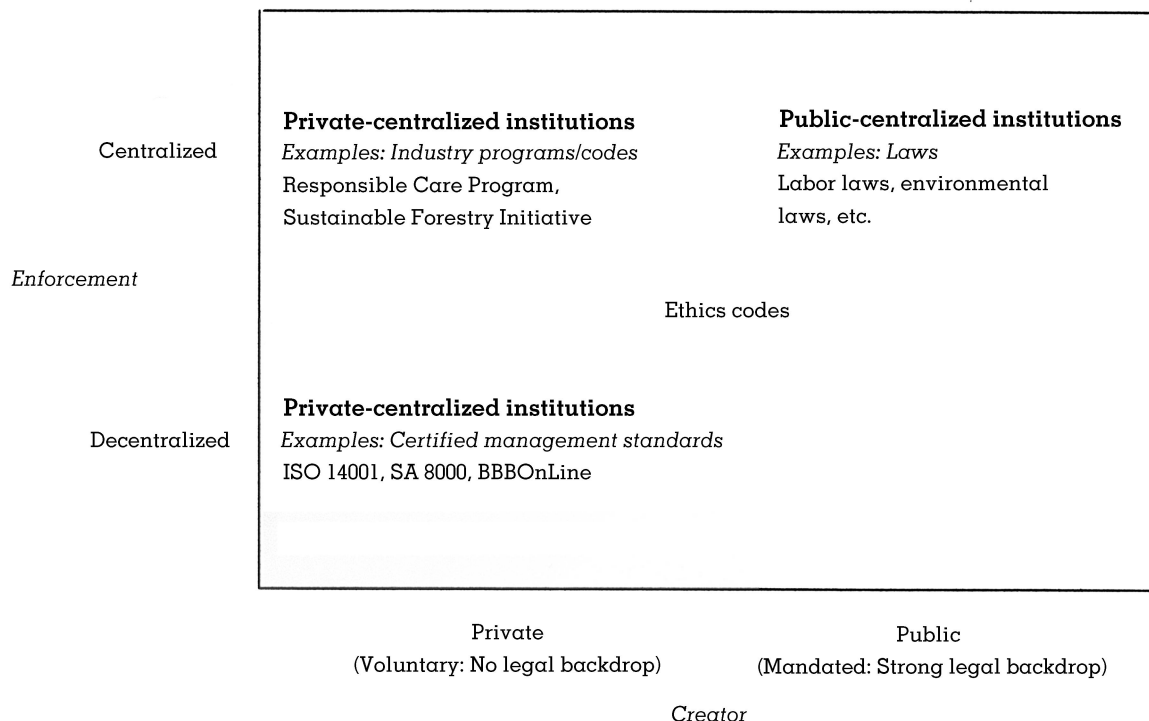 Private-centralized institutions
Examples: Industry programs/codes
Responsible Care Program,
Sustainable Forestry Initiative
Public-centralized institutions
Examples: Laws
Labor laws, environmental
laws, etc.
Centralized
Enforcement
Ethics codes
Private-centralized institutions
Examples: Certified management standards
ISO 14001, SA 8000, BBBOnLine
Decentralized
Private
(Voluntary: No legal backdrop)
Public
(Mandated: Strong legal backdrop)
Creator